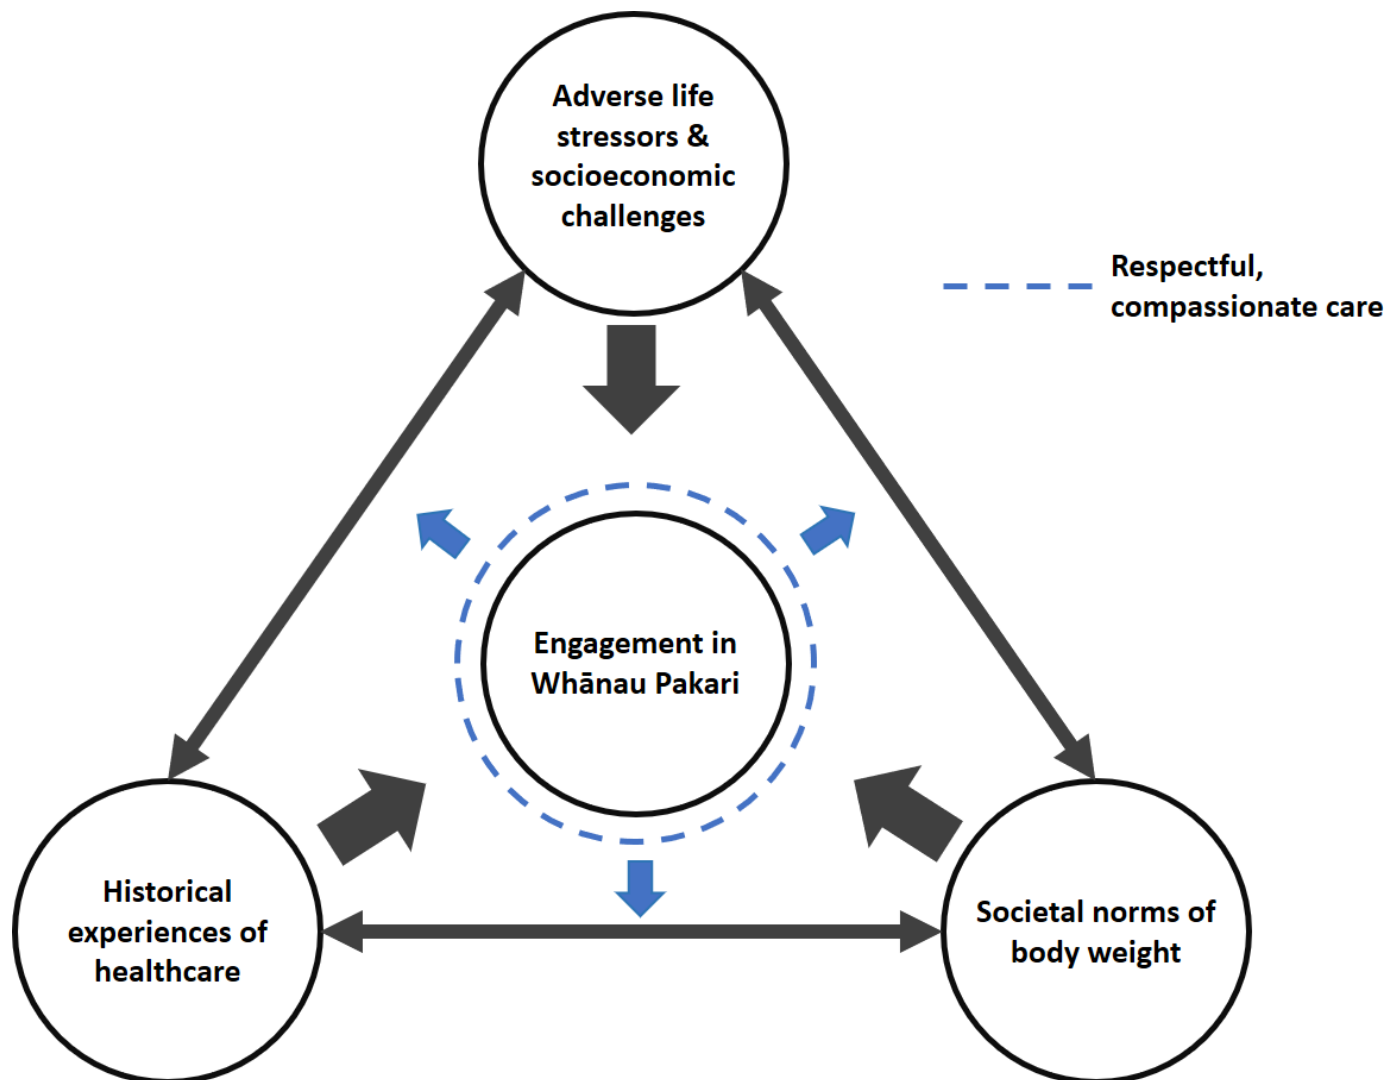 Adverse life
stressors &
socioeconomic
challenges
Respectful,
compassionate care
Engagement in
Whānau Pakari
Historical
experiences of
healthcare
Societal norms of
body weight